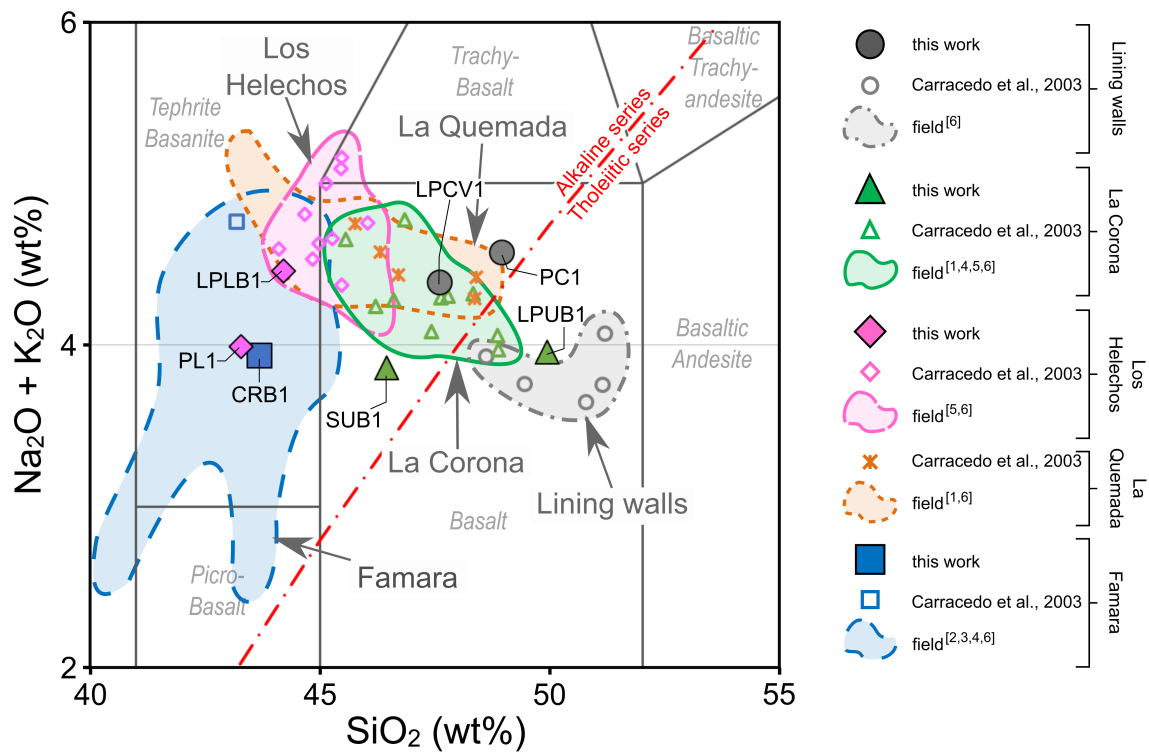 Na₂O + K₂O (wt%)
6
4
2
40
45
50
55
SiO₂ (wt%)
Los
Helechos
Tephrite
Basanite
Trachy-
Basalt
Basaltic
Trachy-
andesite
La Quemada
Alkaline series
Tholeiitic series
LPCV1
LPLB1
PC1
LPUB1
PL1
CRB1
SUB1
Basaltic
Andesite
La Corona
Lining walls
Basalt
Famara
Picro-
Basalt
this work
Carracedo et al., 2003
field[6]
Lining walls
this work
Carracedo et al., 2003
field[1,4,5,6]
La Corona
this work
Carracedo et al., 2003
field[5,6]
Los
Helechos
Carracedo et al., 2003
field[1,6]
La
Quemada
this work
Carracedo et al., 2003
field[2,3,4,6]
Famara